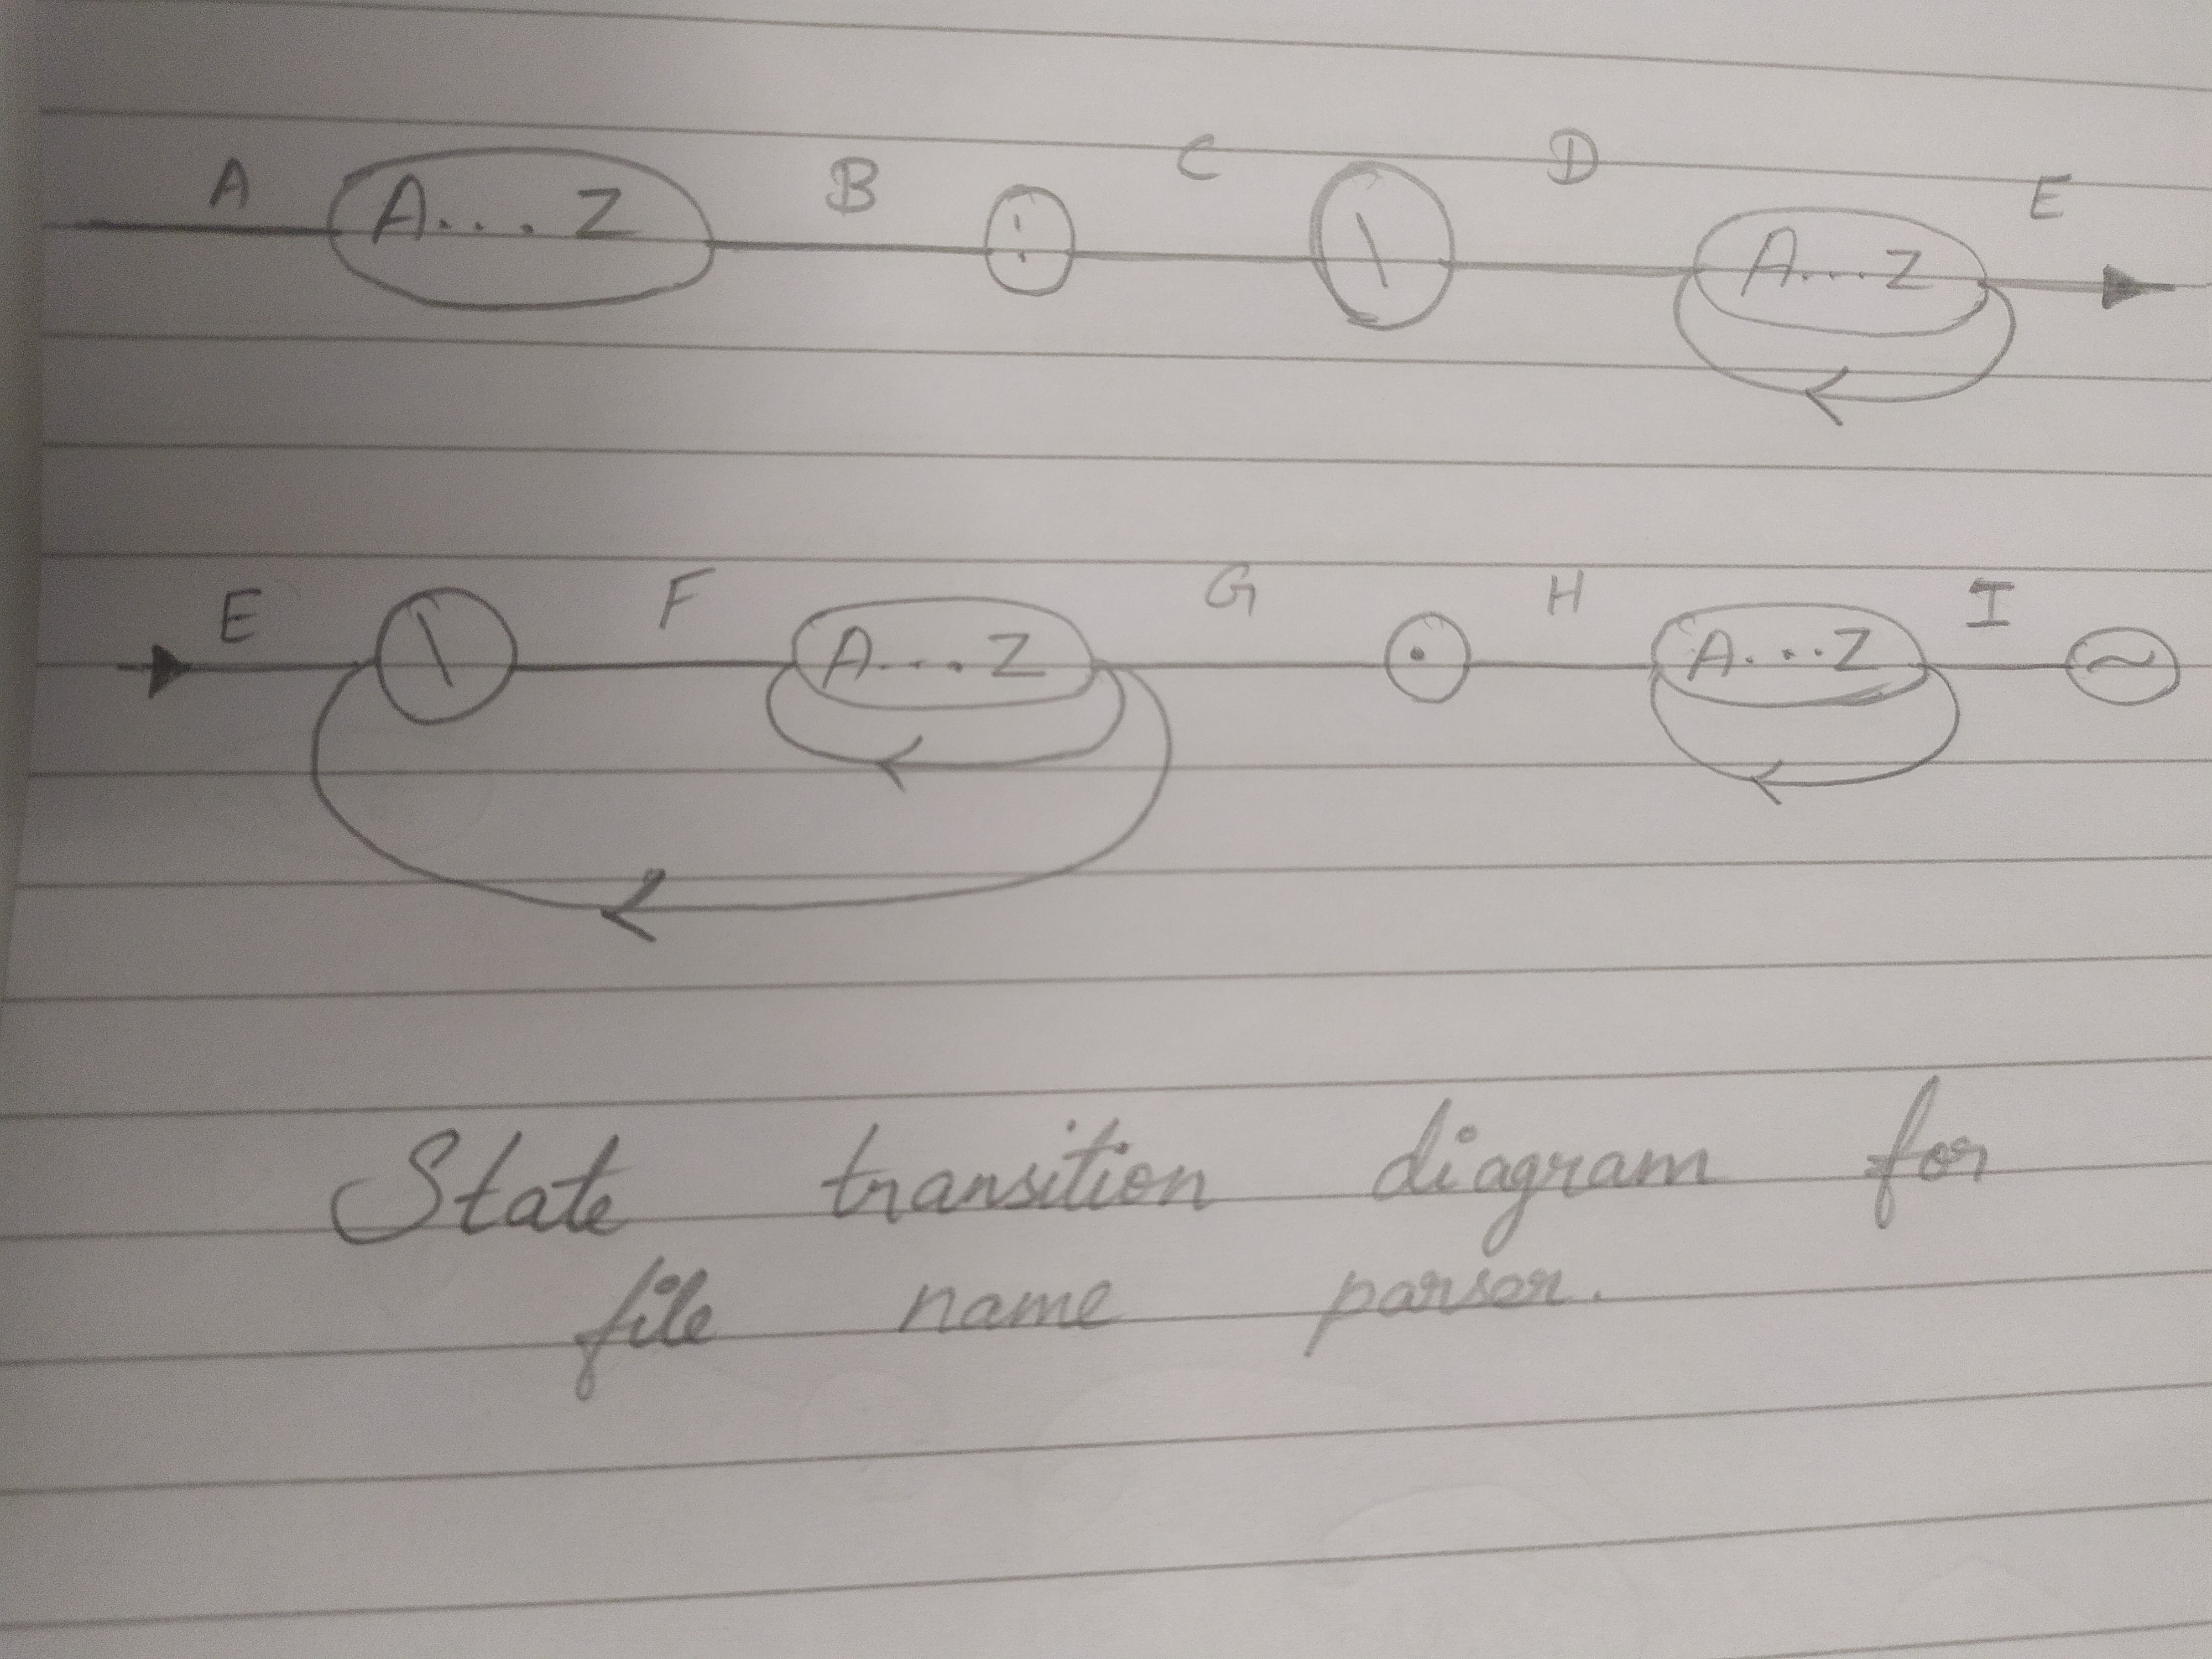 A A...Z B : C \ D A...Z E
E \ F A...Z G . H A...Z I ~
State transition diagram for
file name parser.